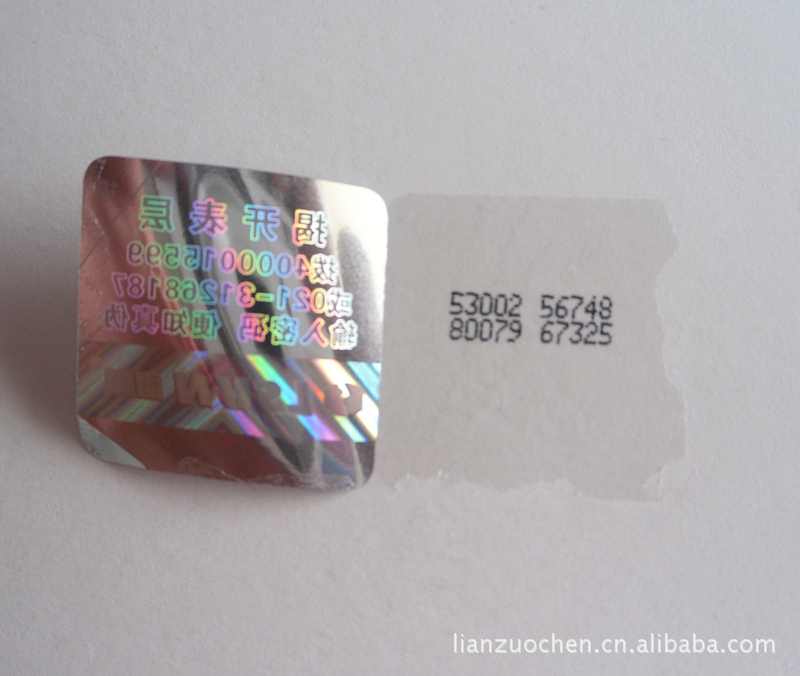 揭开表层
拔4000015599
或021-31268187
输入密码 便知真伪
53002 56748
80079 67325
lianzuochen.cn.alibaba.com